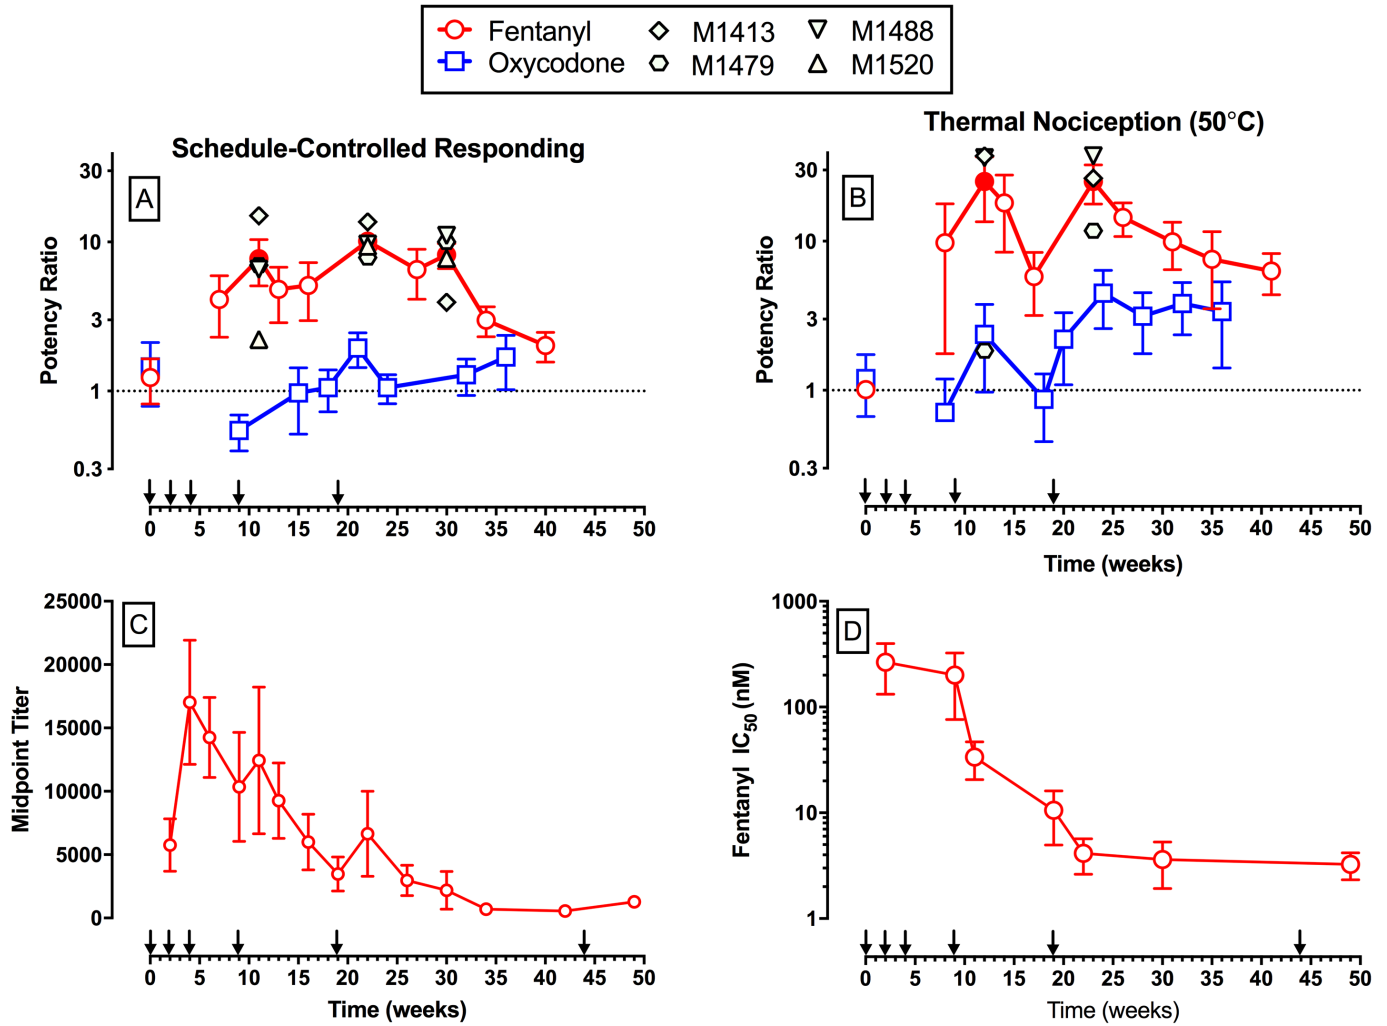 Fentanyl M1413 M1488
Oxycodone M1479 M1520
Schedule-Controlled Responding
Thermal Nociception (50°C)
A
Potency Ratio
30
10
3
1
0.3
0 5 10 15 20 25 30 35 40 45 50
B
Potency Ratio
30
10
3
1
0.3
0 5 10 15 20 25 30 35 40 45 50
Time (weeks)
C
Midpoint Titer
25000
20000
15000
10000
5000
0
0 5 10 15 20 25 30 35 40 45 50
Time (weeks)
D
Fentanyl IC50 (nM)
1000
100
10
1
0 5 10 15 20 25 30 35 40 45 50
Time (weeks)